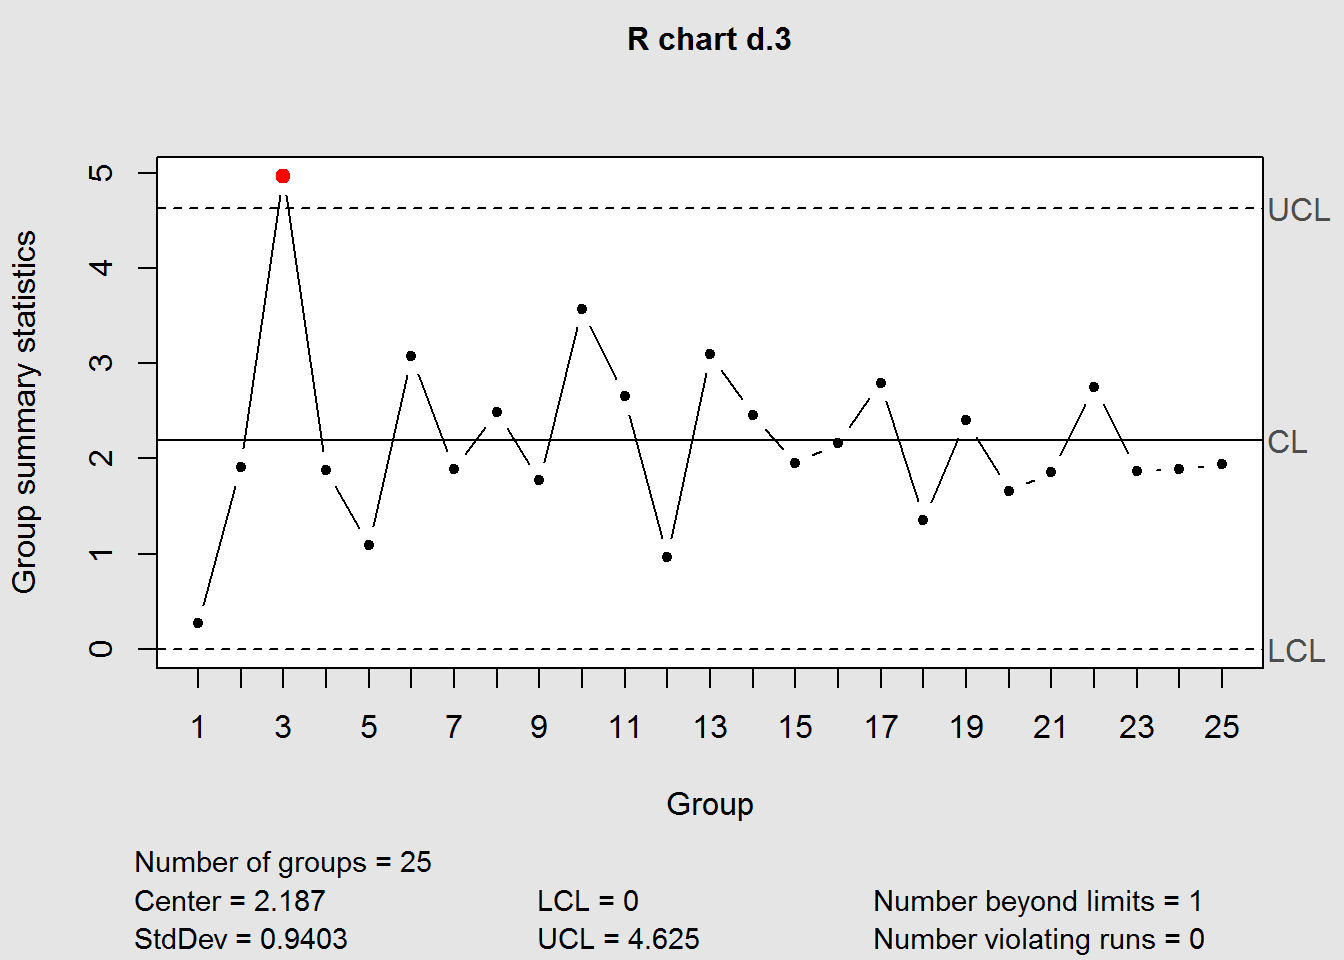 R chart d.3
Group summary statistics
5
4
3
2
1
0
UCL
CL
LCL
1 3 5 7 9 11 13 15 17 19 21 23 25
Group
Number of groups = 25
Center = 2.187 LCL = 0 Number beyond limits = 1
StdDev = 0.9403 UCL = 4.625 Number violating runs = 0